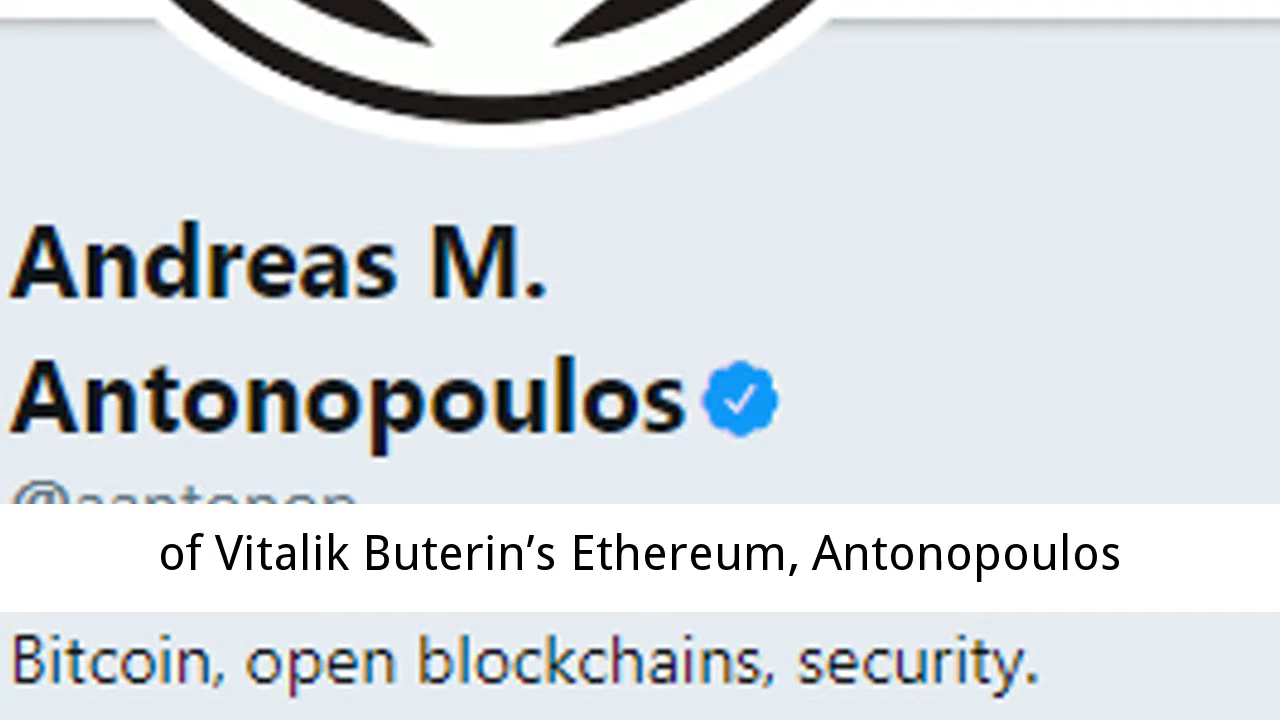 Andreas M.
Antonopoulos
@aantonop
of Vitalik Buterin’s Ethereum, Antonopoulos
Bitcoin, open blockchains, security.